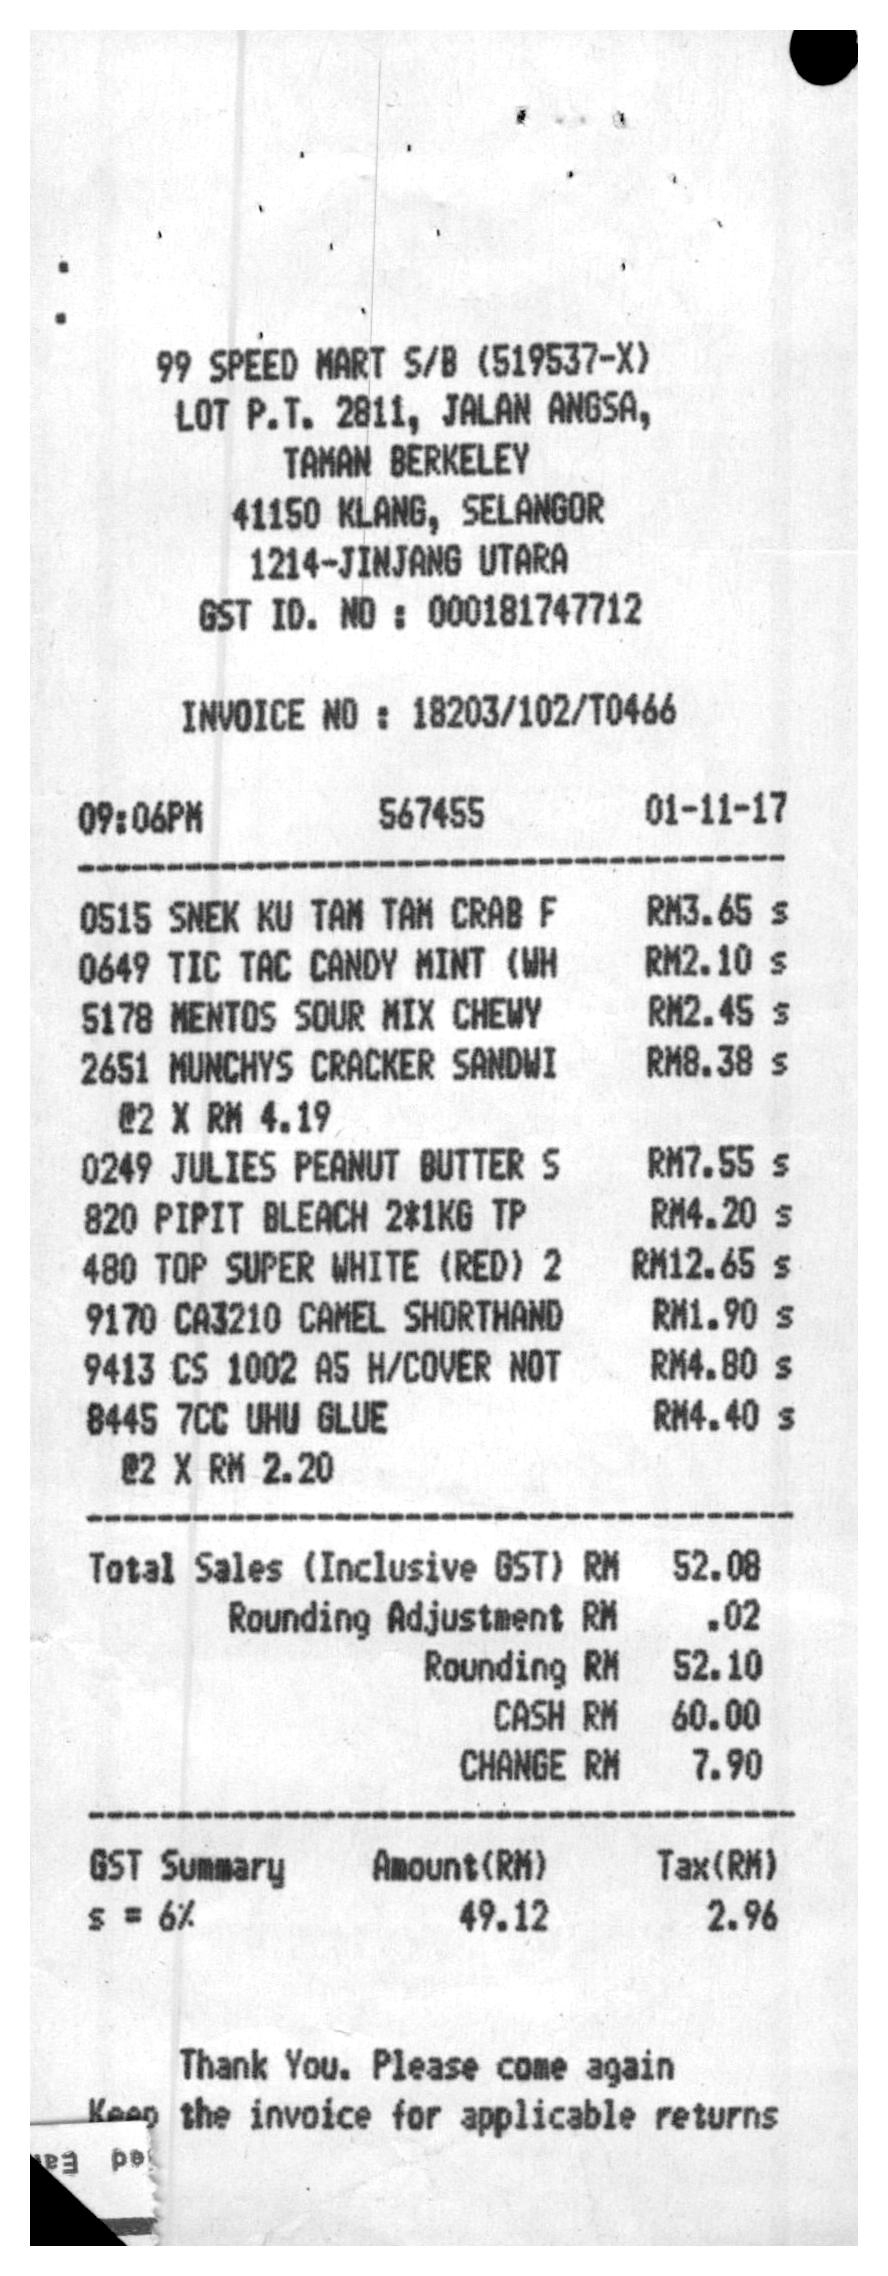 99 SPEED MART S/B (519537-X)
LOT P.T. 2811, JALAN ANGSA,
TAMAN BERKELEY
41150 KLANG, SELANGOR
1214-JINJANG UTARA
GST ID. NO : 000181747712
INVOICE NO : 18203/102/T0466
09:06PM 567455 01-11-17
0515 SNEK KU TAM TAM CRAB F RM3.65 s
0649 TIC TAC CANDY MINT (WH RM2.10 s
5178 MENTOS SOUR MIX CHEWY RM2.45 s
2651 MUNCHYS CRACKER SANDWI RM8.38 s
@2 X RM 4.19
0249 JULIES PEANUT BUTTER S RM7.55 s
820 PIPIT BLEACH 2*1KG TP RM4.20 s
480 TOP SUPER WHITE (RED) 2 RM12.65 s
9170 CA3210 CAMEL SHORTHAND RM1.90 s
9413 CS 1002 A5 H/COVER NOT RM4.80 s
8445 7CC UHU GLUE RM4.40 s
@2 X RM 2.20
Total Sales (Inclusive GST) RM 52.08
Rounding Adjustment RM .02
Rounding RM 52.10
CASH RM 60.00
CHANGE RM 7.90
GST Summary Amount(RM) Tax(RM)
s = 6% 49.12 2.96
Thank You. Please come again
Keep the invoice for applicable returns